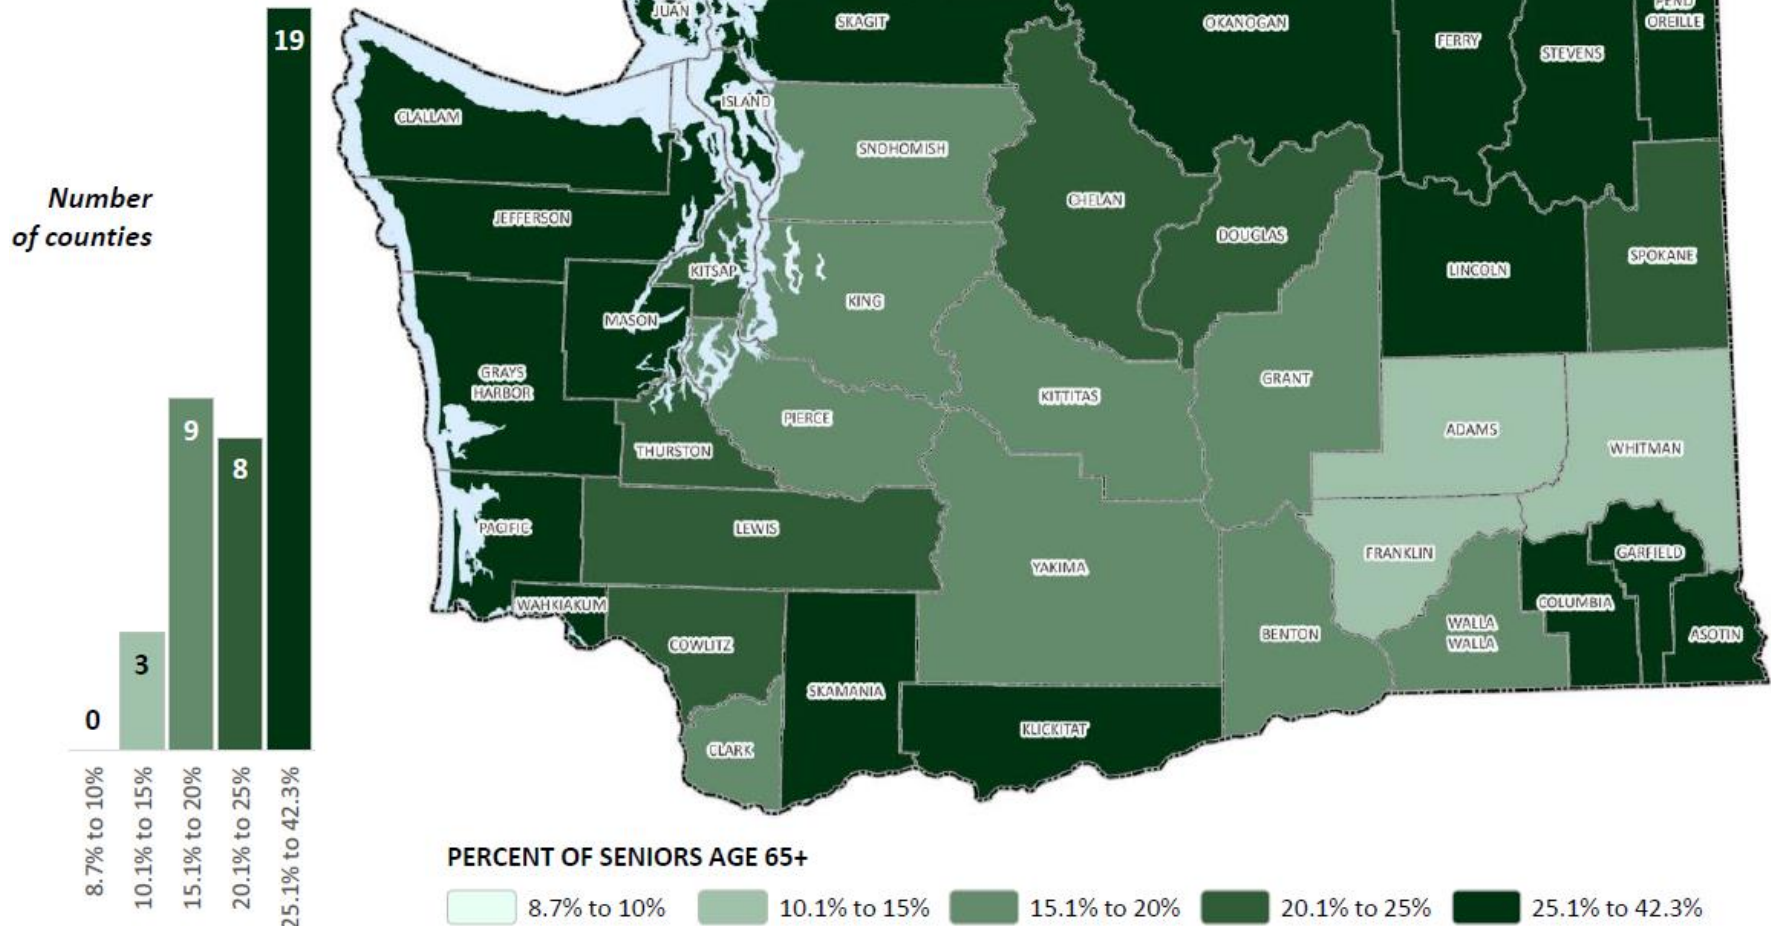 19
Number
of counties
9
8
3
0
8.7% to 10%
10.1% to 15%
15.1% to 20%
20.1% to 25%
25.1% to 42.3%
JUAN
SKAGIT
OKANOGAN
FERRY
STEVENS
PEND
OREILLE
CLALLAM
ISLAND
SNOHOMISH
JEFFERSON
CHELAN
DOUGLAS
KITSAP
KING
LINCOLN
SPOKANE
MASON
GRAYS
HARBOR
PIERCE
KITTITAS
GRANT
ADAMS
WHITMAN
THURSTON
PACIFIC
LEWIS
YAKIMA
FRANKLIN
GARFIELD
WAHKIAKUM
COWLITZ
BENTON
WALLA
WALLA
COLUMBIA
ASOTIN
SKAMANIA
KLICKITAT
CLARK
PERCENT OF SENIORS AGE 65+
8.7% to 10%
10.1% to 15%
15.1% to 20%
20.1% to 25%
25.1% to 42.3%